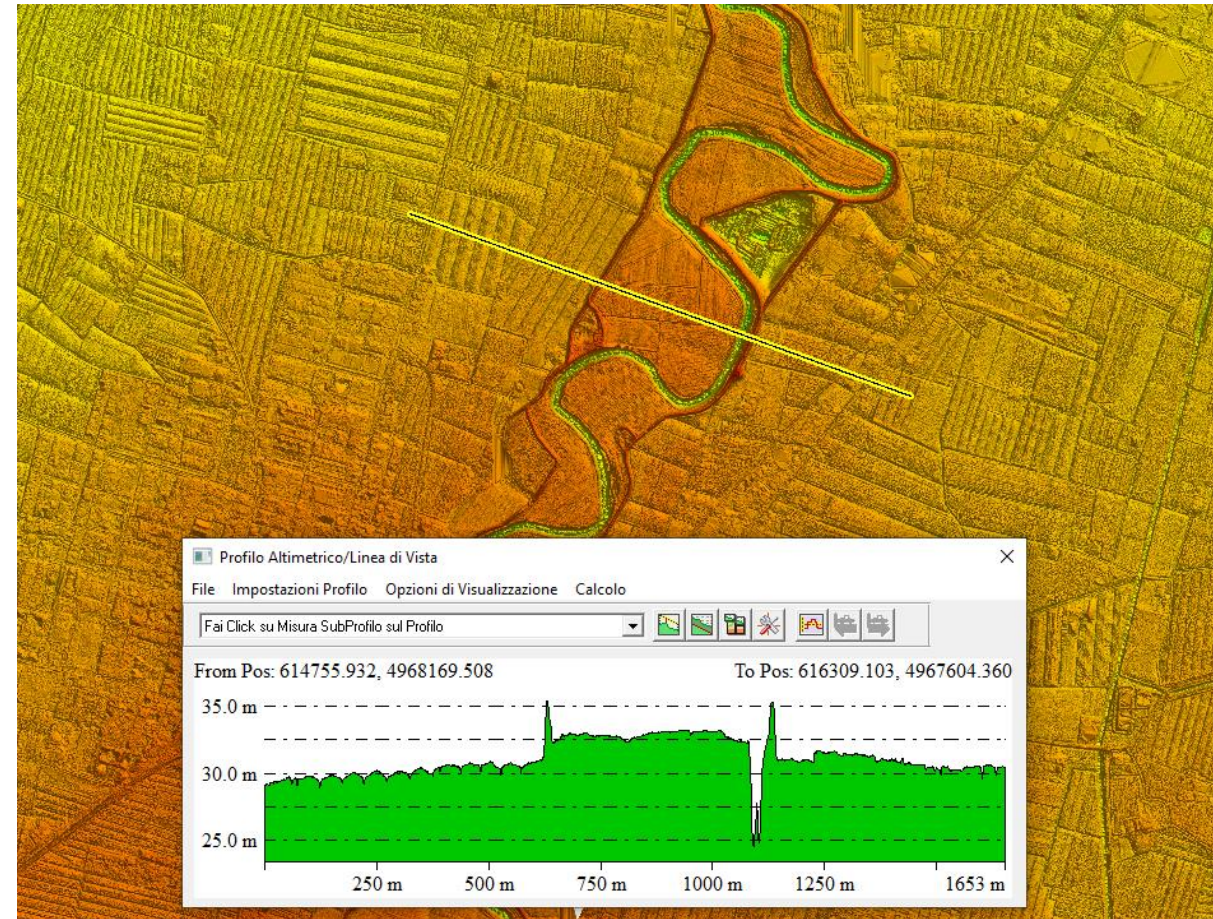 Profilo Altimetrico/Linea di Vista
File Impostazioni Profilo Opzioni di Visualizzazione Calcolo
Fai Click su Misura SubProfilo sul Profilo
From Pos: 614755.932, 4968169.508 To Pos: 616309.103, 4967604.360
35.0 m
30.0 m
25.0 m
250 m 500 m 750 m 1000 m 1250 m 1653 m